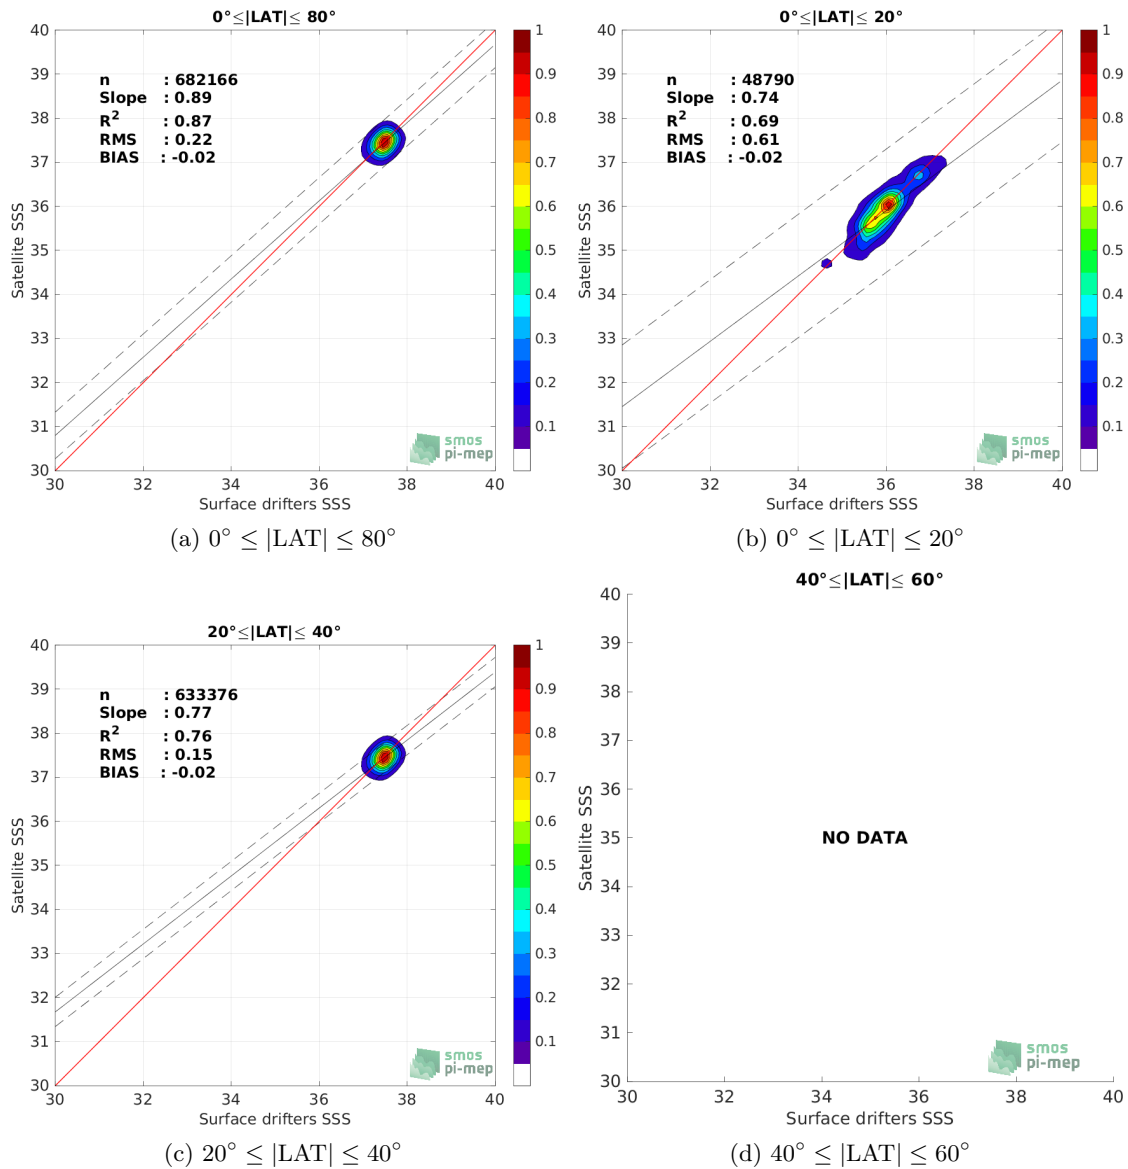 0°≤|LAT|≤ 80°
40
39
38
37
36
35
34
33
32
31
30
Satellite SSS
n : 682166
Slope : 0.89
R2 : 0.87
RMS : 0.22
BIAS : -0.02
smos
pi-mep
30 32 34 36 38 40
Surface drifters SSS
1
0.9
0.8
0.7
0.6
0.5
0.4
0.3
0.2
0.1
(a) 0° ≤ |LAT| ≤ 80°
0°≤|LAT|≤ 20°
40
39
38
37
36
35
34
33
32
31
30
Satellite SSS
n : 48790
Slope : 0.74
R2 : 0.69
RMS : 0.61
BIAS : -0.02
smos
pi-mep
30 32 34 36 38 40
Surface drifters SSS
1
0.9
0.8
0.7
0.6
0.5
0.4
0.3
0.2
0.1
(b) 0° ≤ |LAT| ≤ 20°
20°≤|LAT|≤ 40°
40
39
38
37
36
35
34
33
32
31
30
Satellite SSS
n : 633376
Slope : 0.77
R2 : 0.76
RMS : 0.15
BIAS : -0.02
smos
pi-mep
30 32 34 36 38 40
Surface drifters SSS
1
0.9
0.8
0.7
0.6
0.5
0.4
0.3
0.2
0.1
(c) 20° ≤ |LAT| ≤ 40°
40°≤|LAT|≤ 60°
40
39
38
37
36
35
34
33
32
31
30
Satellite SSS
NO DATA
smos
pi-mep
30 32 34 36 38 40
Surface drifters SSS
(d) 40° ≤ |LAT| ≤ 60°